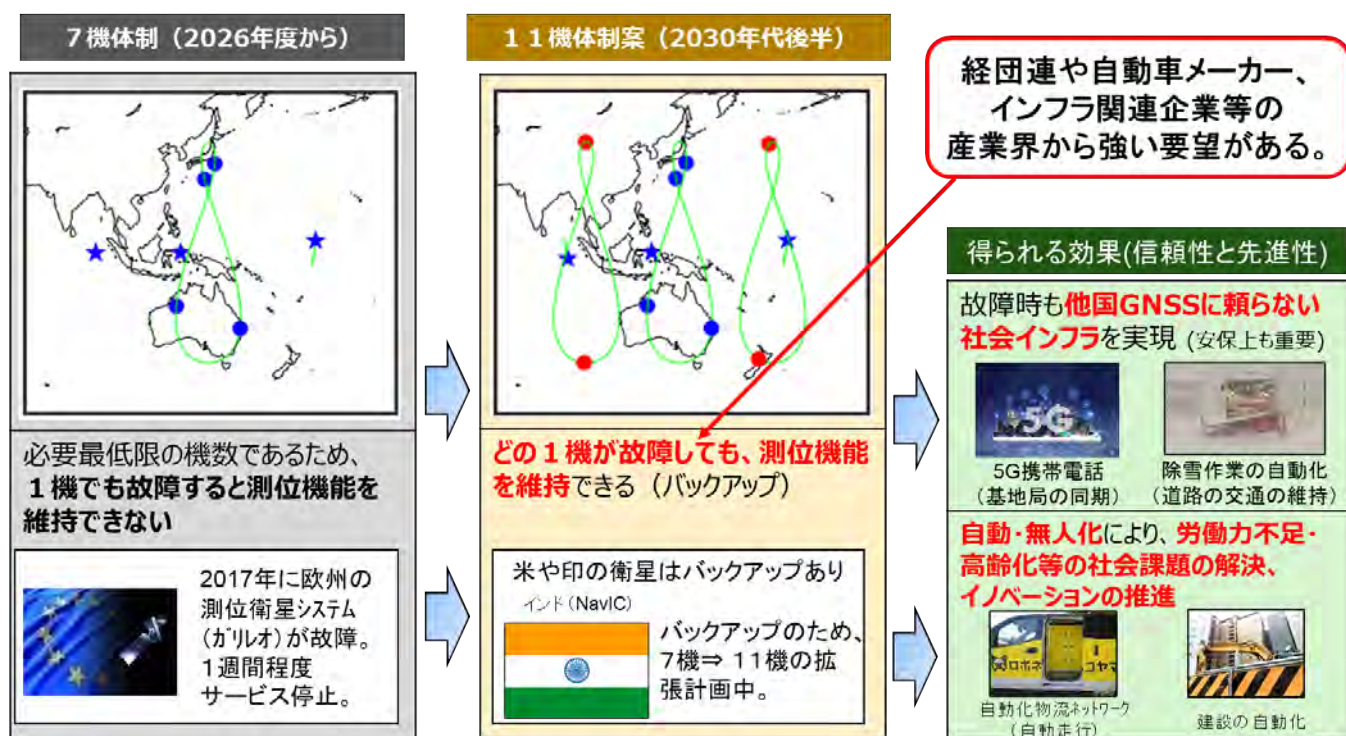 ７機体制（2026年度から）
必要最低限の機数であるため、
１機でも故障すると測位機能を
維持できない
2017年に欧州の
測位衛星システム
(ガリレオ)が故障。
１週間程度
サービス停止。
１１機体制案（2030年代後半）
経団連や自動車メーカー、
インフラ関連企業等の
産業界から強い要望がある。
どの１機が故障しても、測位機能
を維持できる（バックアップ）
米や印の衛星はバックアップあり
インド（NavIC）
バックアップのため、
7機⇒ 11機の拡
張計画中。
得られる効果(信頼性と先進性)
故障時も他国GNSSに頼らない
社会インフラを実現 (安保上も重要)
5G
5G携帯電話
（基地局の同期）
除雪作業の自動化
（道路の交通の維持）
自動・無人化により、労働力不足・
高齢化等の社会課題の解決、
イノベーションの推進
ロボネ
コヤマ
自動化物流ネットワーク
（自動走行）
建設の自動化